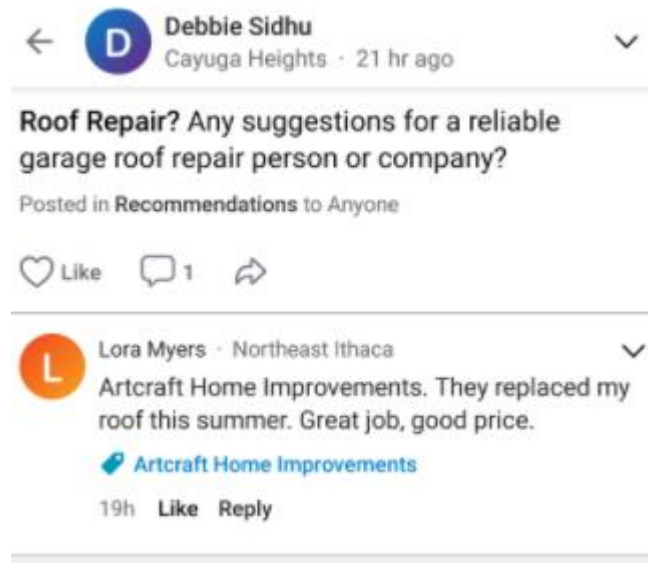 D
Debbie Sidhu
Cayuga Heights · 21 hr ago
Roof Repair? Any suggestions for a reliable
garage roof repair person or company?
Posted in Recommendations to Anyone
Like 1
L
Lora Myers · Northeast Ithaca
Artcraft Home Improvements. They replaced my
roof this summer. Great job, good price.
Artcraft Home Improvements
19h Like Reply